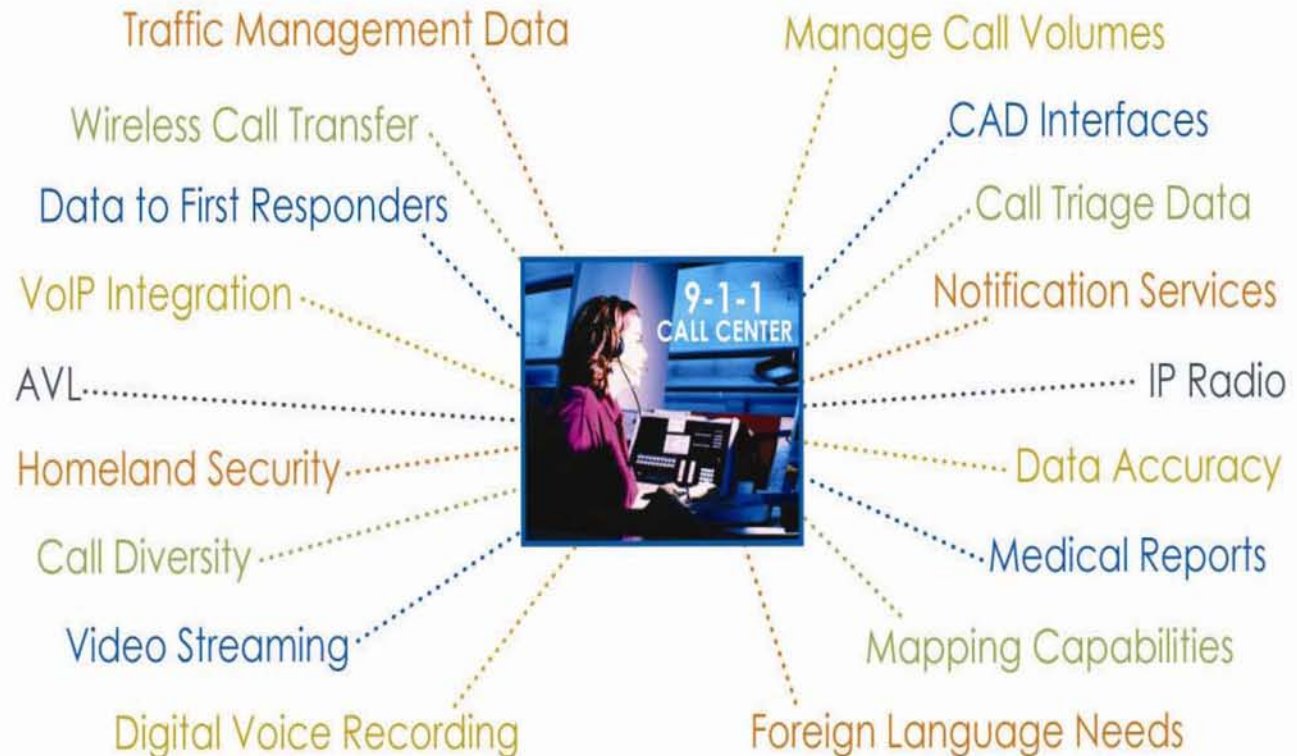 Traffic Management Data
Manage Call Volumes
Wireless Call Transfer
CAD Interfaces
Data to First Responders
Call Triage Data
VoIP Integration
9-1-1
CALL CENTER
Notification Services
AVL
IP Radio
Homeland Security
Data Accuracy
Call Diversity
Medical Reports
Video Streaming
Mapping Capabilities
Digital Voice Recording
Foreign Language Needs